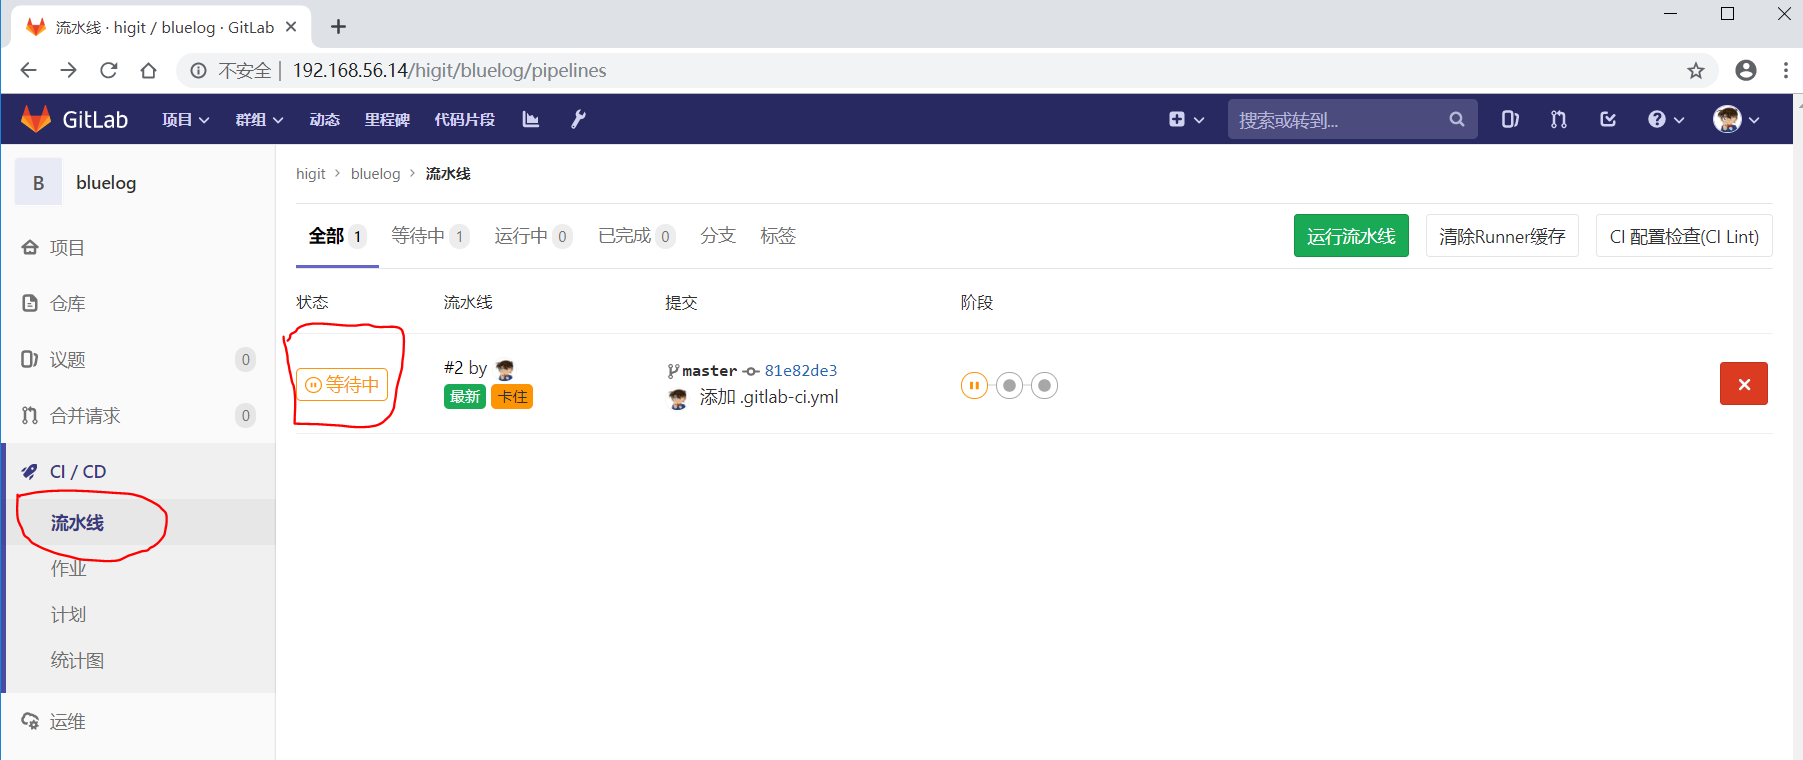 流水线 · higit / bluelog · GitLab
不安全 | 192.168.56.14/higit/bluelog/pipelines
GitLab 项目 群组 动态 里程碑 代码片段 搜索或转到...
B bluelog
higit > bluelog > 流水线
项目
仓库
议题 0
合并请求 0
CI / CD
流水线
作业
计划
统计图
运维
全部 1 等待中 1 运行中 0 已完成 0 分支 标签
运行流水线 清除Runner缓存 CI 配置检查(CI Lint)
状态 流水线 提交 阶段
等待中
#2 by
最新 卡住
master 81e82de3
添加 .gitlab-ci.yml